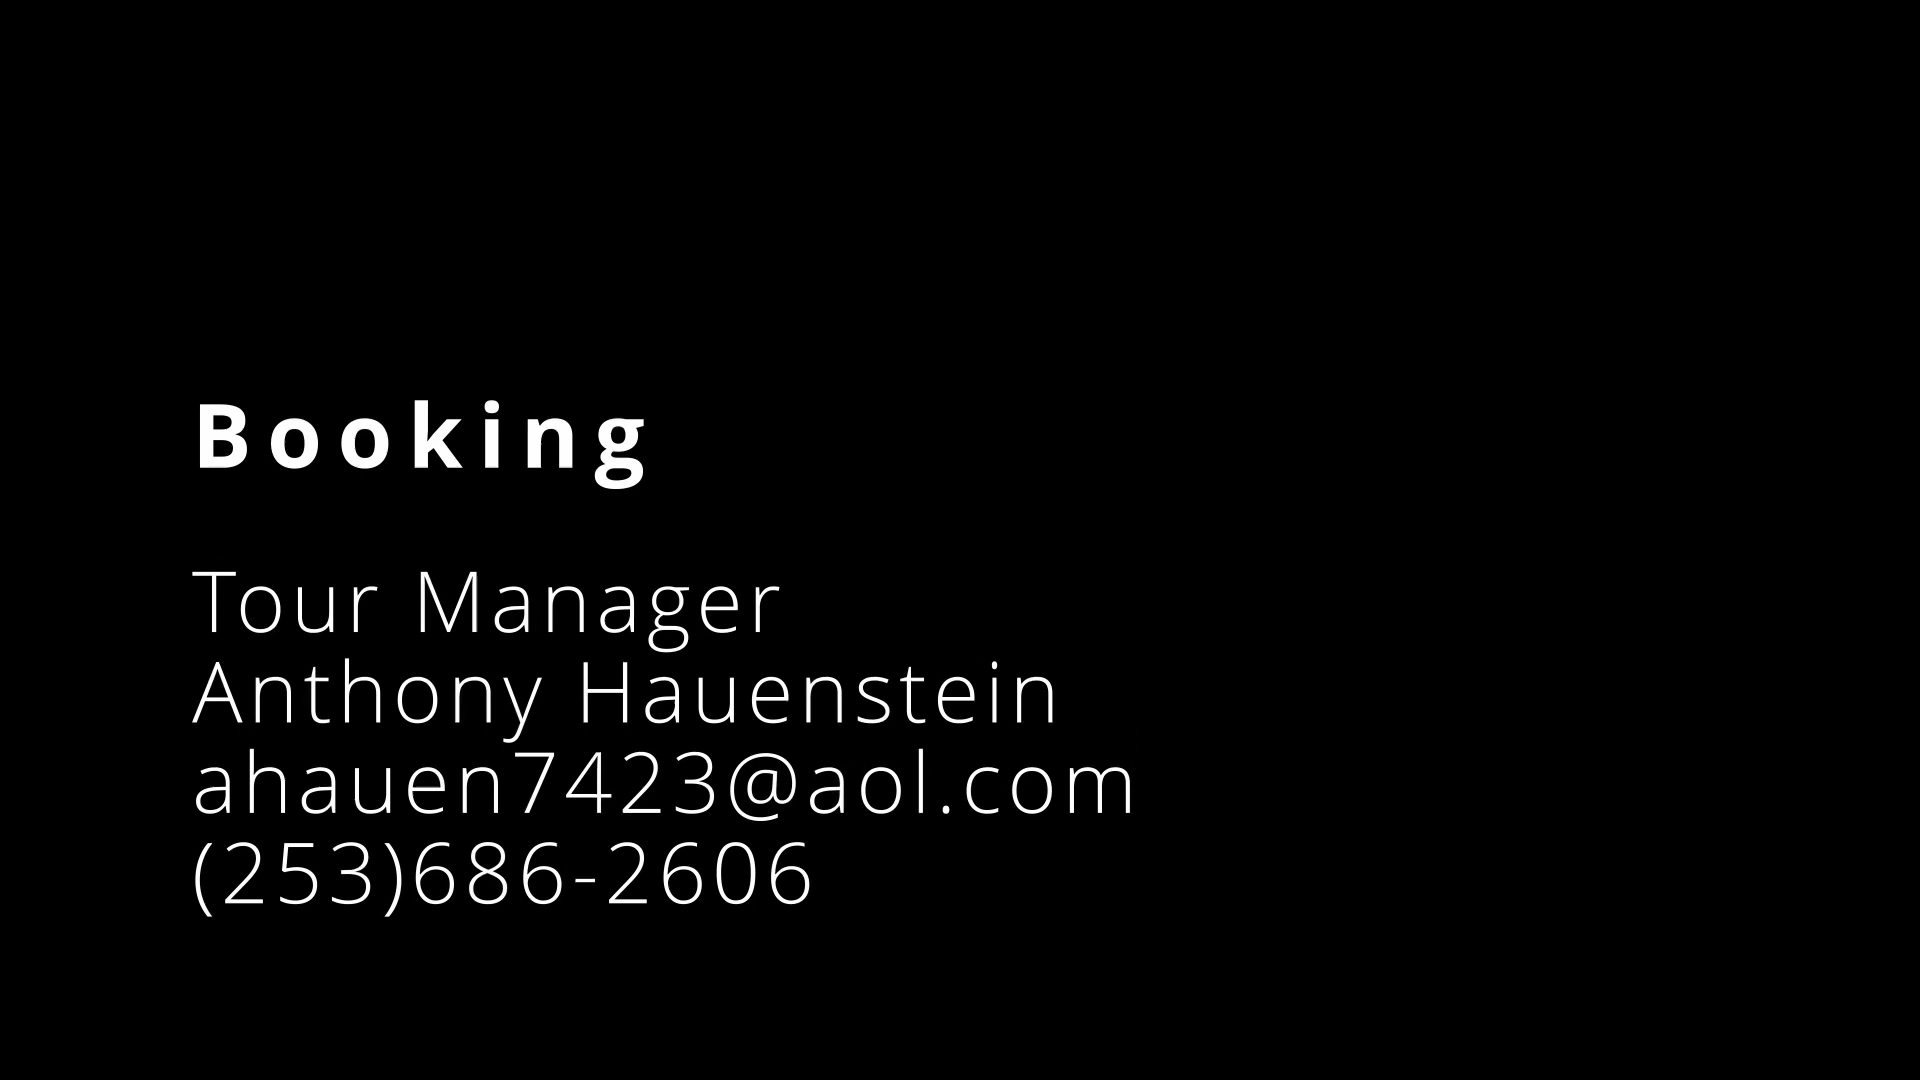 Booking
Tour Manager
Anthony Hauenstein
ahauen7423@aol.com
(253)686-2606